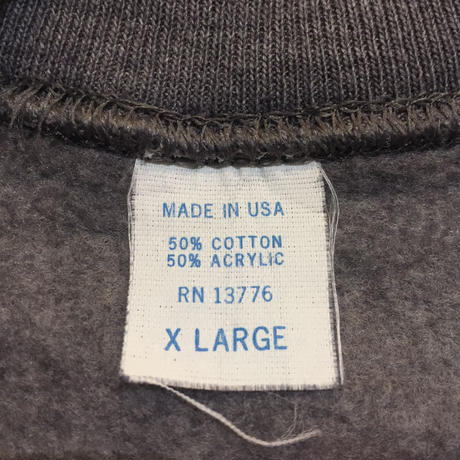 MADE IN USA
50% COTTON
50% ACRYLIC
RN 13776
X LARGE